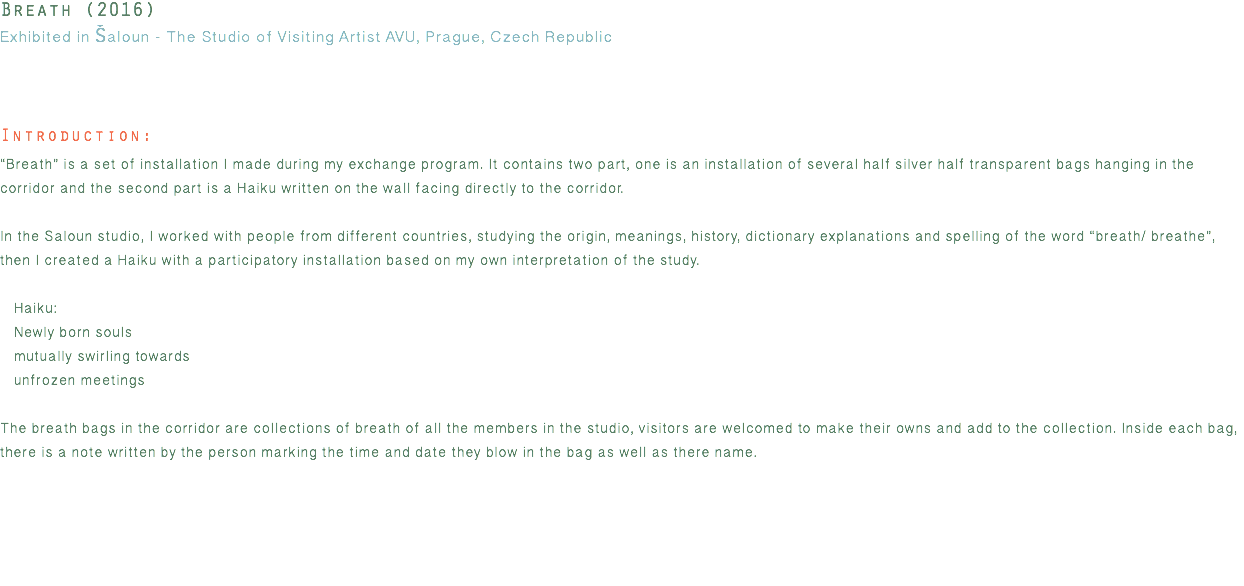 Breath (2016)
Exhibited in Šaloun - The Studio of Visiting Artist AVU, Prague, Czech Republic
Introduction:
“Breath” is a set of installation I made during my exchange program. It contains two part, one is an installation of several half silver half transparent bags hanging in the
corridor and the second part is a Haiku written on the wall facing directly to the corridor.
In the Saloun studio, I worked with people from different countries, studying the origin, meanings, history, dictionary explanations and spelling of the word “breath/ breathe”,
then I created a Haiku with a participatory installation based on my own interpretation of the study.
Haiku:
Newly born souls
mutually swirling towards
unfrozen meetings
The breath bags in the corridor are collections of breath of all the members in the studio, visitors are welcomed to make their owns and add to the collection. Inside each bag,
there is a note written by the person marking the time and date they blow in the bag as well as there name.